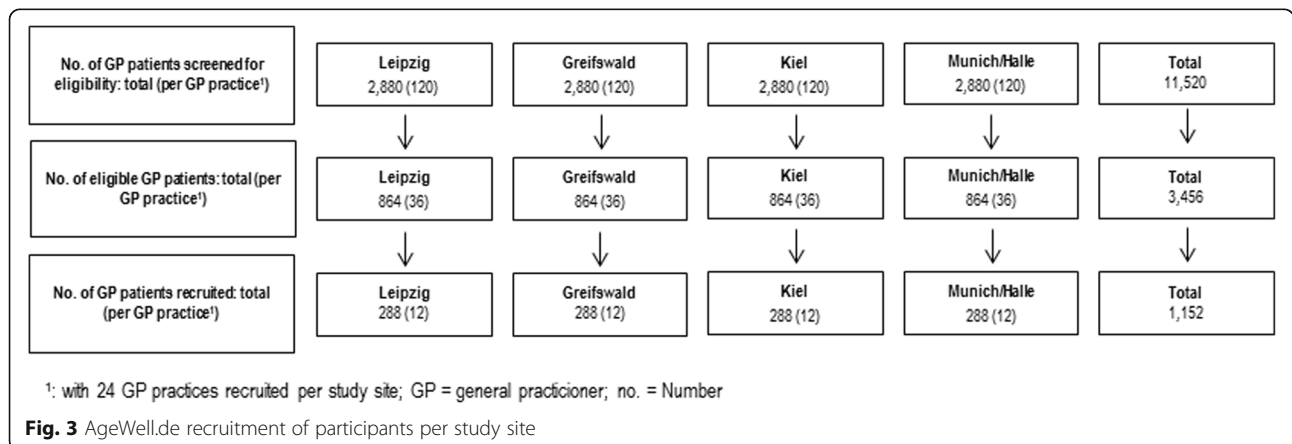 No. of GP patients screened for
eligibility: total (per GP practice¹)
Leipzig
2,880 (120)
Greifswald
2,880 (120)
Kiel
2,880 (120)
Munich/Halle
2,880 (120)
Total
11,520
No. of eligible GP patients: total (per
GP practice¹)
Leipzig
864 (36)
Greifswald
864 (36)
Kiel
864 (36)
Munich/Halle
864 (36)
Total
3,456
No. of GP patients recruited: total
(per GP practice¹)
Leipzig
288 (12)
Greifswald
288 (12)
Kiel
288 (12)
Munich/Halle
288 (12)
Total
1,152
¹: with 24 GP practices recruited per study site; GP = general practicioner; no. = Number
Fig. 3 AgeWell.de recruitment of participants per study site